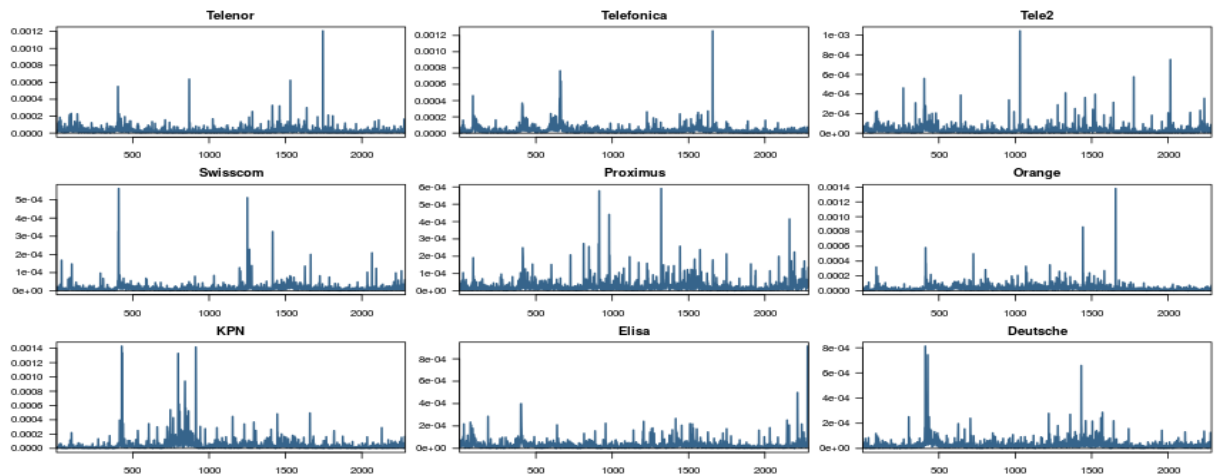 Telenor Telefonica Tele2
0.0012 0.0012 1e-03
0.0010 0.0010 8e-04
0.0008 0.0008 6e-04
0.0006 0.0006 4e-04
0.0004 0.0004 2e-04
0.0002 0.0002 0e+00
0.0000 0.0000
500 1000 1500 2000 500 1000 1500 2000 500 1000 1500 2000
Swisscom Proximus Orange
5e-04 6e-04 0.0014
4e-04 5e-04 0.0012
3e-04 4e-04 0.0010
2e-04 3e-04 0.0008
1e-04 2e-04 0.0006
0e+00 1e-04 0.0004
0e+00 0.0002
0.0000
500 1000 1500 2000 500 1000 1500 2000 500 1000 1500 2000
KPN Elisa Deutsche
0.0014 8e-04 8e-04
0.0012 6e-04 6e-04
0.0010 4e-04 4e-04
0.0008 2e-04 2e-04
0.0006 0e+00 0e+00
0.0004
0.0002
0.0000
500 1000 1500 2000 500 1000 1500 2000 500 1000 1500 2000